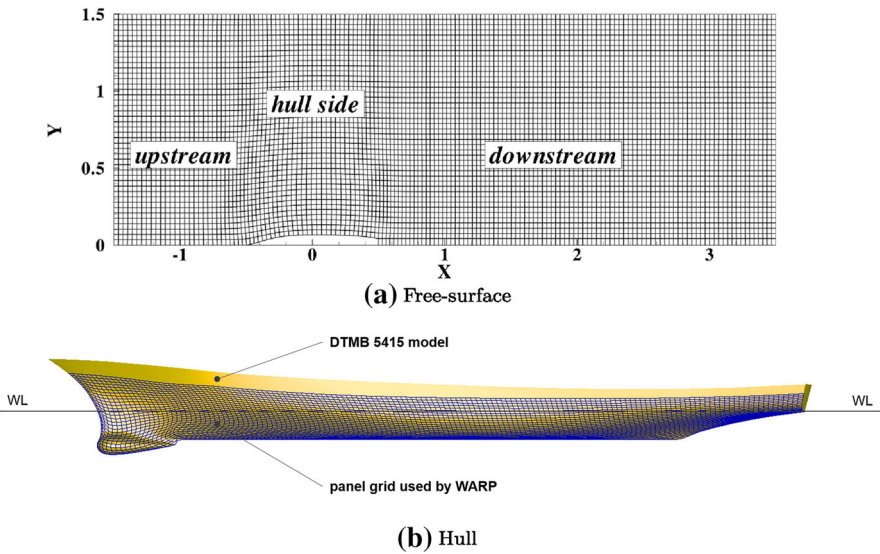 1.5
1
hull side
Y
upstream
downstream
0.5
0
-1
0
1
2
3
X
(a) Free-surface
DTMB 5415 model
WL
WL
panel grid used by WARP
(b) Hull